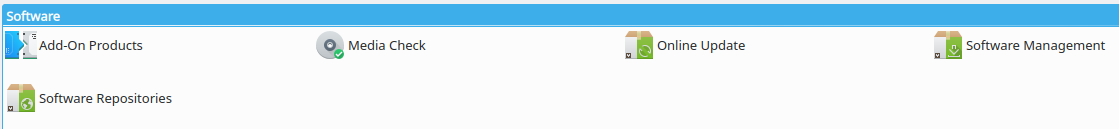 Software
Add-On Products
Media Check
Online Update
Software Management
Software Repositories